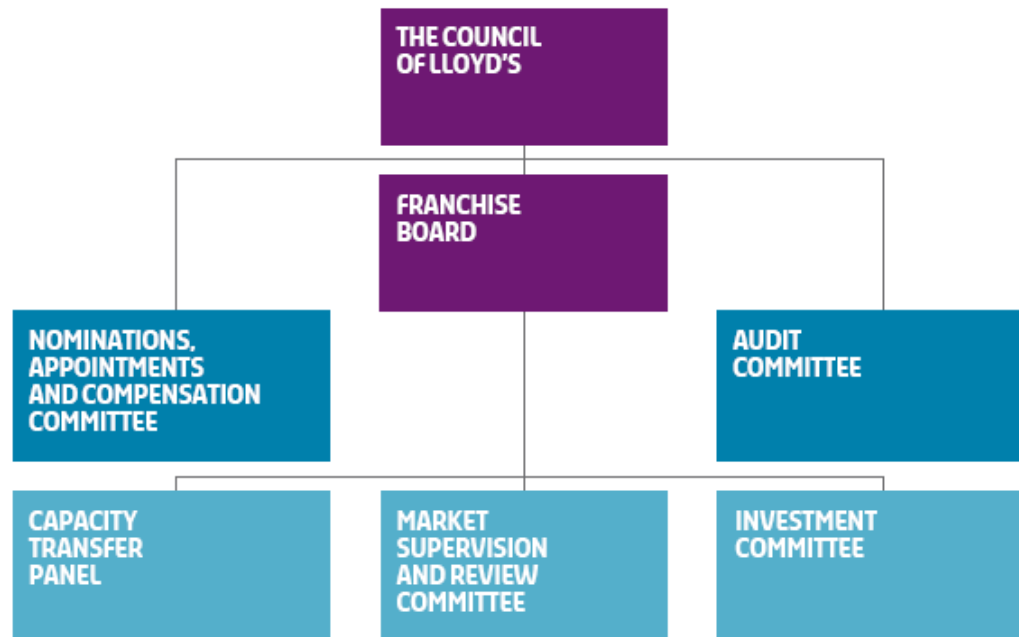 THE COUNCIL
OF LLOYD'S
FRANCHISE
BOARD
NOMINATIONS,
APPOINTMENTS
AND COMPENSATION
COMMITTEE
AUDIT
COMMITTEE
CAPACITY
TRANSFER
PANEL
MARKET
SUPERVISION
AND REVIEW
COMMITTEE
INVESTMENT
COMMITTEE